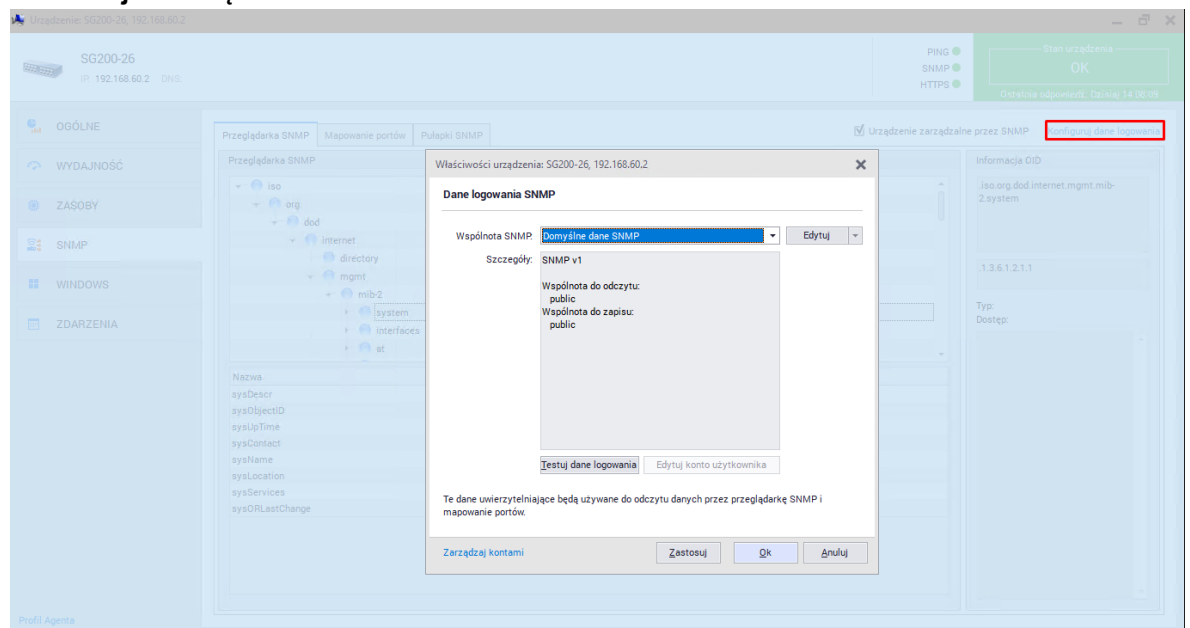 Urządzenie: SG200-26, 192.168.60.2
SG200-26
IP: 192.168.60.2 DNS:
PING
SNMP
HTTPS
Stan urządzenia
OK
Ostatnia odpowiedź: Dzisiaj 14:08:09
OGÓLNE
WYDAJNOŚĆ
ZASOBY
SNMP
WINDOWS
ZDARZENIA
Profil Agenta
Przeglądarka SNMP
Mapowanie portów
Pułapki SNMP
Urządzenie zarządzalne przez SNMP
Konfiguruj dane logowania
Przeglądarka SNMP
iso
org
dod
internet
directory
mgmt
mib-2
system
interfaces
at
Nazwa
sysDescr
sysObjectID
sysUpTime
sysContact
sysName
sysLocation
sysServices
sysORLastChange
Informacja OID
.iso.org.dod.internet.mgmt.mib-
2.system
.1.3.6.1.2.1.1
Typ:
Dostęp:
Właściwości urządzenia: SG200-26, 192.168.60.2
Dane logowania SNMP
Wspólnota SNMP: Domyślne dane SNMP Edytuj
Szczegóły: SNMP v1
Wspólnota do odczytu:
public
Wspólnota do zapisu:
public
Testuj dane logowania Edytuj konto użytkownika
Te dane uwierzytelniające będą używane do odczytu danych przez przeglądarkę SNMP i
mapowanie portów.
Zarządzaj kontami Zastosuj Ok Anuluj